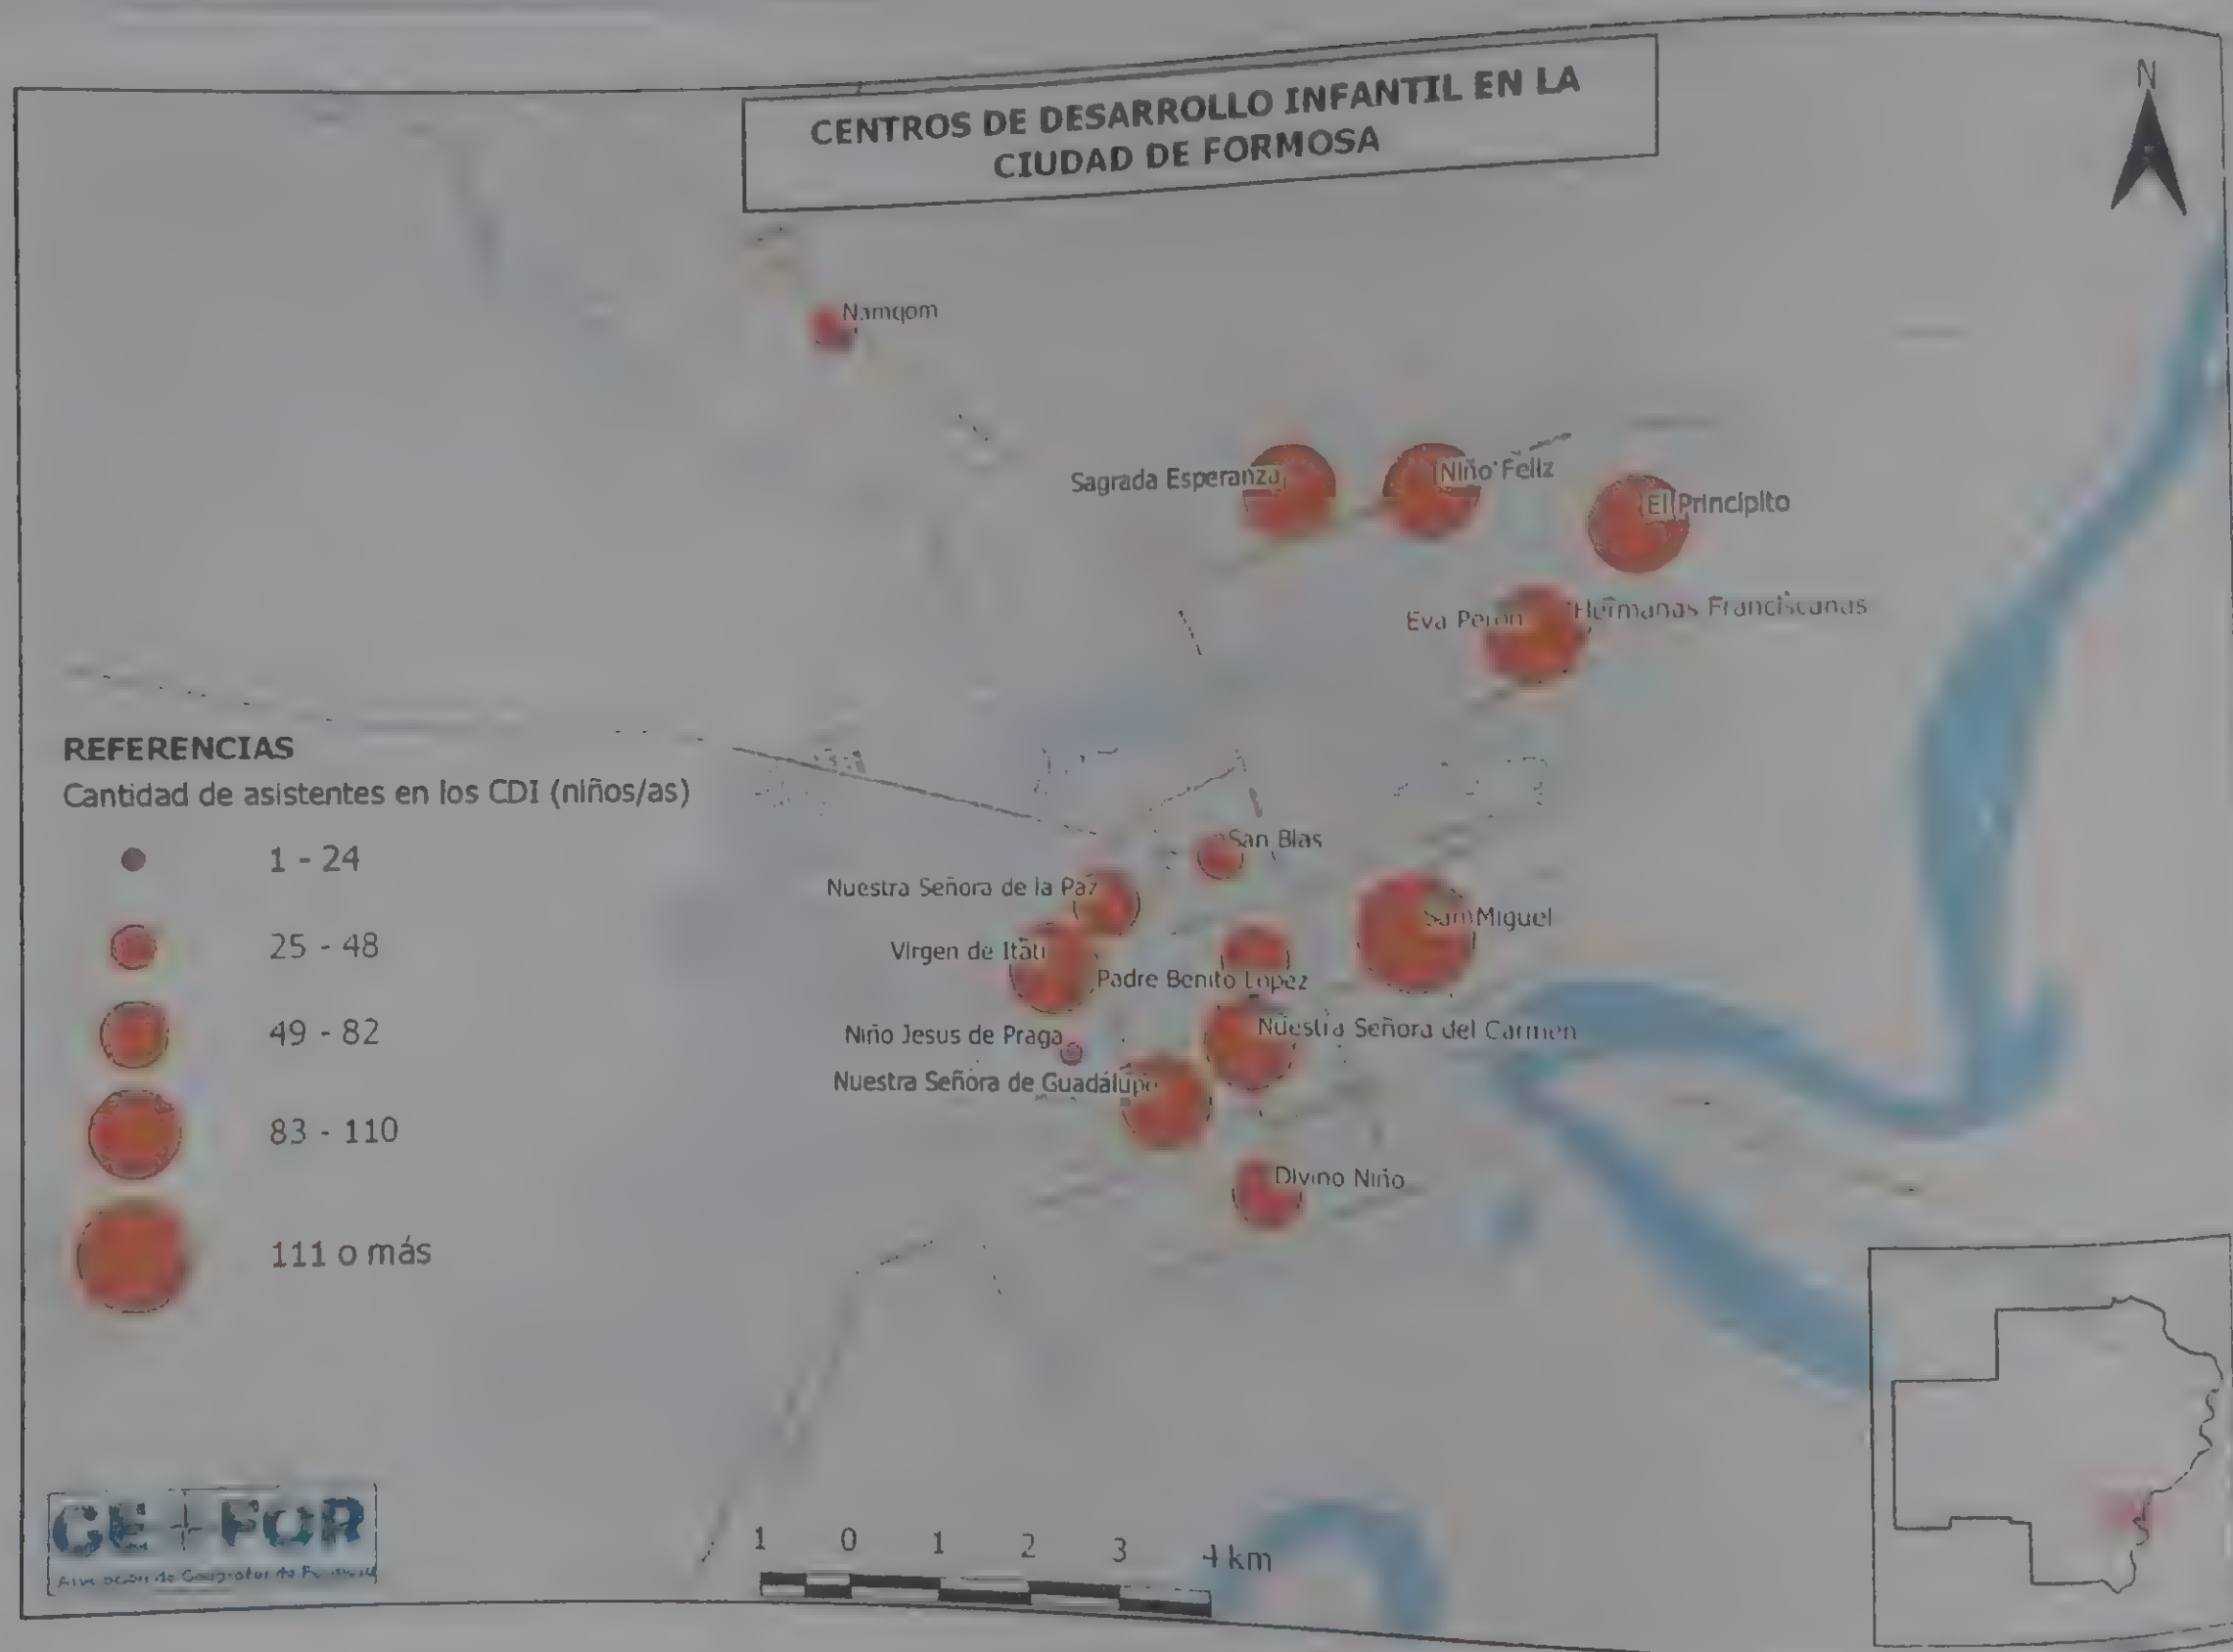 CENTROS DE DESARROLLO INFANTIL EN LA
CIUDAD DE FORMOSA
N
Namqom
Sagrada Esperanza
Niño Feliz
El Principito
Eva Peron
Hermanas Franciscanas
REFERENCIAS
Cantidad de asistentes en los CDI (niños/as)
1 - 24
25 - 48
49 - 82
83 - 110
111 o más
San Blas
Nuestra Señora de la Paz
San Miguel
Virgen de Itati
Padre Benito Lopez
Niño Jesus de Praga
Nuestra Señora del Carmen
Nuestra Señora de Guadalupe
Divino Niño
1 0 1 2 3 4 km
GE+FOR
Asociación de Geografos de